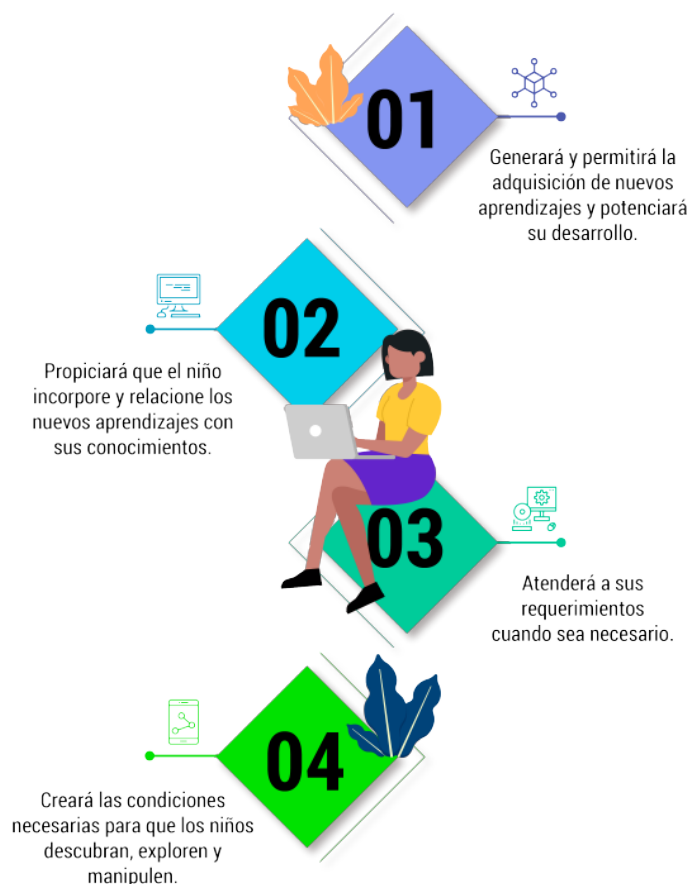 01
Generará y permitirá la
adquisición de nuevos
aprendizajes y potenciará
su desarrollo.
02
Propiciará que el niño
incorpore y relacione los
nuevos aprendizajes con
sus conocimientos.
03
Atenderá a sus
requerimientos
cuando sea necesario.
04
Creará las condiciones
necesarias para que los niños
descubran, exploren y
manipulen.